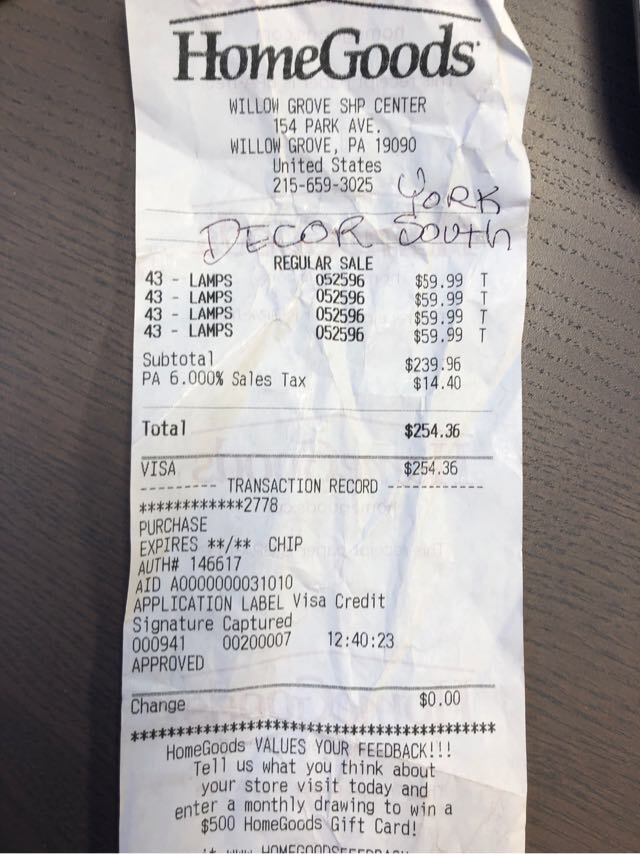 HomeGoods
WILLOW GROVE SHP CENTER
154 PARK AVE.
WILLOW GROVE, PA 19090
United States
215-659-3025
YORK
DECOR SOUTH
REGULAR SALE
43 - LAMPS 052596 $59.99 T
43 - LAMPS 052596 $59.99 T
43 - LAMPS 052596 $59.99 T
43 - LAMPS 052596 $59.99 T
Subtotal $239.96
PA 6.000% Sales Tax $14.40
Total $254.36
VISA $254.36
--------- TRANSACTION RECORD -----------
************2778
PURCHASE
EXPIRES **/** CHIP
AUTH# 146617
AID A0000000031010
APPLICATION LABEL Visa Credit
Signature Captured
000941 00200007 12:40:23
APPROVED
Change $0.00
******************************************
HomeGoods VALUES YOUR FEEDBACK!!!
Tell us what you think about
your store visit today and
enter a monthly drawing to win a
$500 HomeGoods Gift Card!